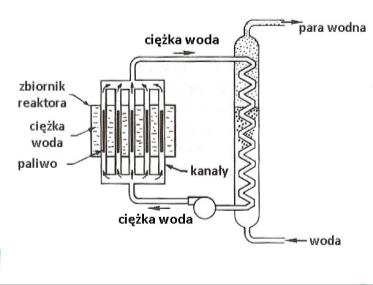 ciężka woda
para wodna
zbiornik
reaktora
ciężka
woda
paliwo
kanały
ciężka woda
woda